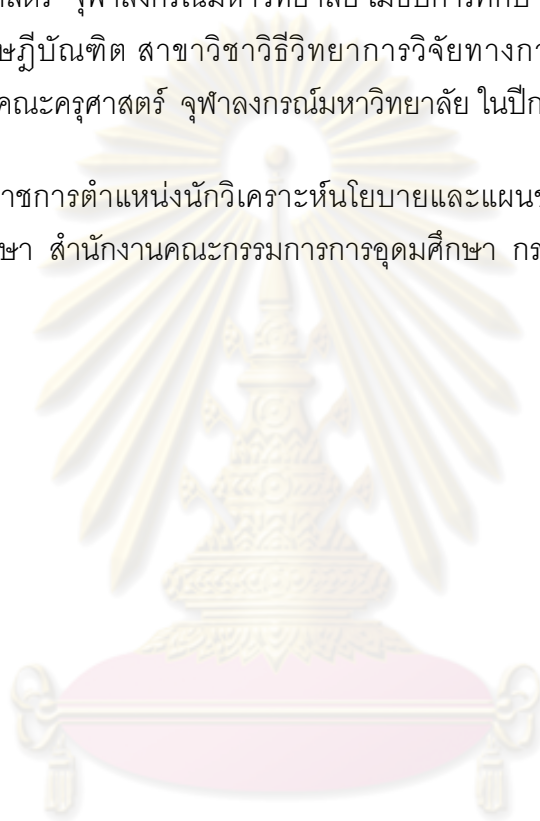 จุฬาลงกรณ์มหาวิทยาลัย
ษฎีบัณฑิต สาขาวิชาวิธีวิทยาการวิจัยทางกา
คณะครุศาสตร์ จุฬาลงกรณ์มหาวิทยาลัย ในปีก
าชการตำแหน่งนักวิเคราะห์นโยบายและแผนช
ษา สำนักงานคณะกรรมการการอุดมศึกษา กร